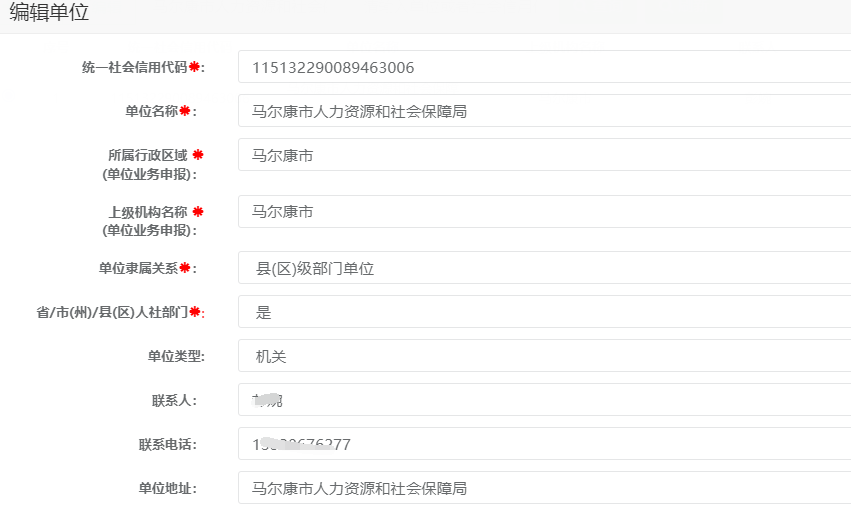 编辑单位
统一社会信用代码*: 115132290089463006
单位名称*: 马尔康市人力资源和社会保障局
所属行政区域 * 马尔康市
(单位业务申报):
上级机构名称 * 马尔康市
(单位业务申报):
单位隶属关系*: 县(区)级部门单位
省/市(州)/县(区)人社部门*: 是
单位类型: 机关
联系人:
联系电话:
单位地址: 马尔康市人力资源和社会保障局